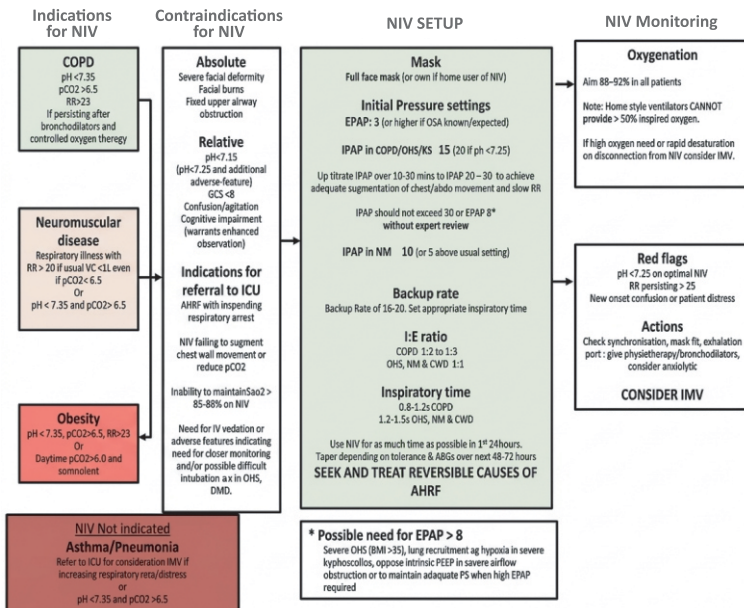 Indications
for NIV
COPD
pH <7.35
pCO2 >6.5
RR>23
If persisting after
bronchodilators and
controlled oxygen theregy
Neuromuscular
disease
Respiratory illness with
RR > 20 if usual VC <1L even
if pCO2< 6.5
Or
pH < 7.35 and pCO2> 6.5
Obesity
pH < 7.35, pCO2>6.5, RR>23
Or
Daytime pCO2>6.0 and
somnolent
NIV Not indicated
Asthma/Pneumonia
Refer to ICU for consideration IMV if
increasing respiratory reta/distress
or
pH <7.35 and pCO2 >6.5
Contraindications
for NIV
Absolute
Severe facial deformity
Facial burns
Fixed upper airway
obstruction
Relative
pH<7.15
(pH<7.25 and additional
adverse-feature)
GCS <8
Confusion/agitation
Cognitive impairment
(warrants enhanced
observation)
Indications for
referral to ICU
AHRF with inspending
respiratory arrest
NIV failing to sugment
chest wall movement or
reduce pCO2
Inability to maintainSao2 >
85-88% on NIV
Need for IV vedation or
adverse features indicating
need for closer monitoring
and/or possible difficult
intubation ax in OHS,
DMD.
NIV SETUP
Mask
Full face mask (or own if home user of NIV)
Initial Pressure settings
EPAP: 3 (or higher if OSA known/expected)
IPAP in COPD/OHS/KS 15 (20 if ph <7.25)
Up titrate IPAP over 10-30 mins to IPAP 20 – 30 to achieve
adequate segmentation of chest/abdo movement and slow RR
IPAP should not exceed 30 or EPAP 8*
without expert review
IPAP in NM 10 (or 5 above usual setting)
Backup rate
Backup Rate of 16-20. Set appropriate inspiratory time
I:E ratio
COPD 1:2 to 1:3
OHS, NM & CWD 1:1
Inspiratory time
0.8-1.2s COPD
1.2-1.5s OHS, NM & CWD
Use NIV for as much time as possible in 1st 24hours.
Taper depending on tolerance & ABGs over next 48-72 hours
SEEK AND TREAT REVERSIBLE CAUSES OF
AHRF
* Possible need for EPAP > 8
Severe OHS (BMI >35), lung recruitment ag hypoxia in severe
kyphoscollos, oppose intrinsic PEEP in savere airflow
obstruction or to maintain adaquate PS when high EPAP
required
NIV Monitoring
Oxygenation
Aim 88–92% in all patients
Note: Home style ventilators CANNOT
provide > 50% inspired oxygen.
If high oxygen need or rapid desaturation
on disconnection from NIV consider IMV.
Red flags
pH <7.25 on optimal NIV
RR persisting > 25
New onset confusion or patient distress
Actions
Check synchronisation, mask fit, exhalation
port : give physietherapy/bronchodilators,
consider anxiolytic
CONSIDER IMV